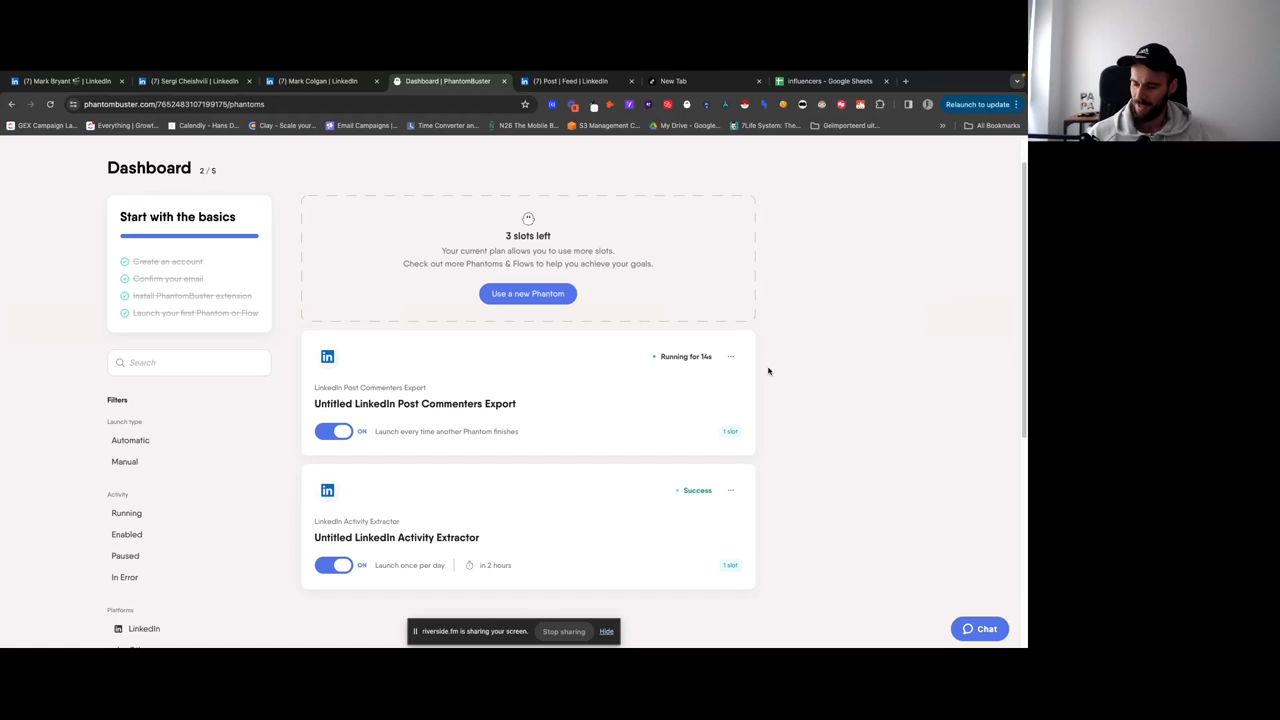 (7) Mark Bryant 🎬 | LinkedIn
(7) Sergi Cheishvili | LinkedIn
(7) Mark Colgan | LinkedIn
Dashboard | PhantomBuster
(7) Post | Feed | LinkedIn
New Tab
influencers - Google Sheets
phantombuster.com/7652483107199175/phantoms
Relaunch to update
GEX Campaign La...
Everything | Growt...
Calendly - Hans D...
Clay - Scale your...
Email Campaigns |...
Time Converter an...
N26 The Mobile B...
S3 Management C...
My Drive - Google...
7Life System: The...
Geïmporteerd uit...
All Bookmarks
Dashboard 2 / 5
Start with the basics
Create an account
Confirm your email
Install PhantomBuster extension
Launch your first Phantom or Flow
Search
Filters
Launch type
Automatic
Manual
Activity
Running
Enabled
Paused
In Error
Platforms
LinkedIn
3 slots left
Your current plan allows you to use more slots.
Check out more Phantoms & Flows to help you achieve your goals.
Use a new Phantom
Running for 14s
LinkedIn Post Commenters Export
Untitled LinkedIn Post Commenters Export
ON Launch every time another Phantom finishes 1 slot
Success
LinkedIn Activity Extractor
Untitled LinkedIn Activity Extractor
ON Launch once per day in 2 hours 1 slot
riverside.fm is sharing your screen. Stop sharing Hide
Chat